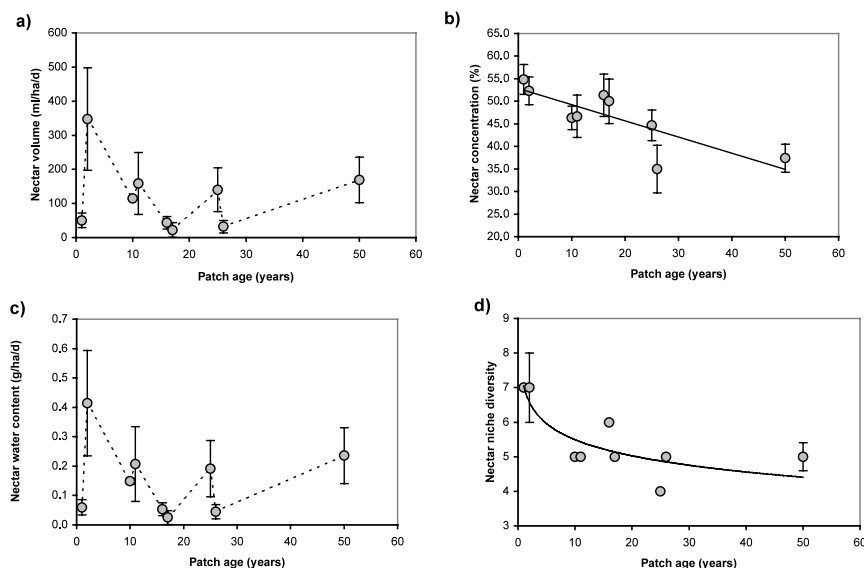 a)
600
500
400
300
200
100
0
Nectar volume (ml/ha/d)
0 10 20 30 40 50 60
Patch age (years)
b)
65.0
60.0
55.0
50.0
45.0
40.0
35.0
30.0
25.0
20.0
Nectar concentration (%)
0 10 20 30 40 50 60
Patch age (years)
c)
0.7
0.6
0.5
0.4
0.3
0.2
0.1
0.0
Nectar water content (g/ha/d)
0 10 20 30 40 50 60
Patch age (years)
d)
9
8
7
6
5
4
3
Nectar niche diversity
0 10 20 30 40 50 60
Patch age (years)